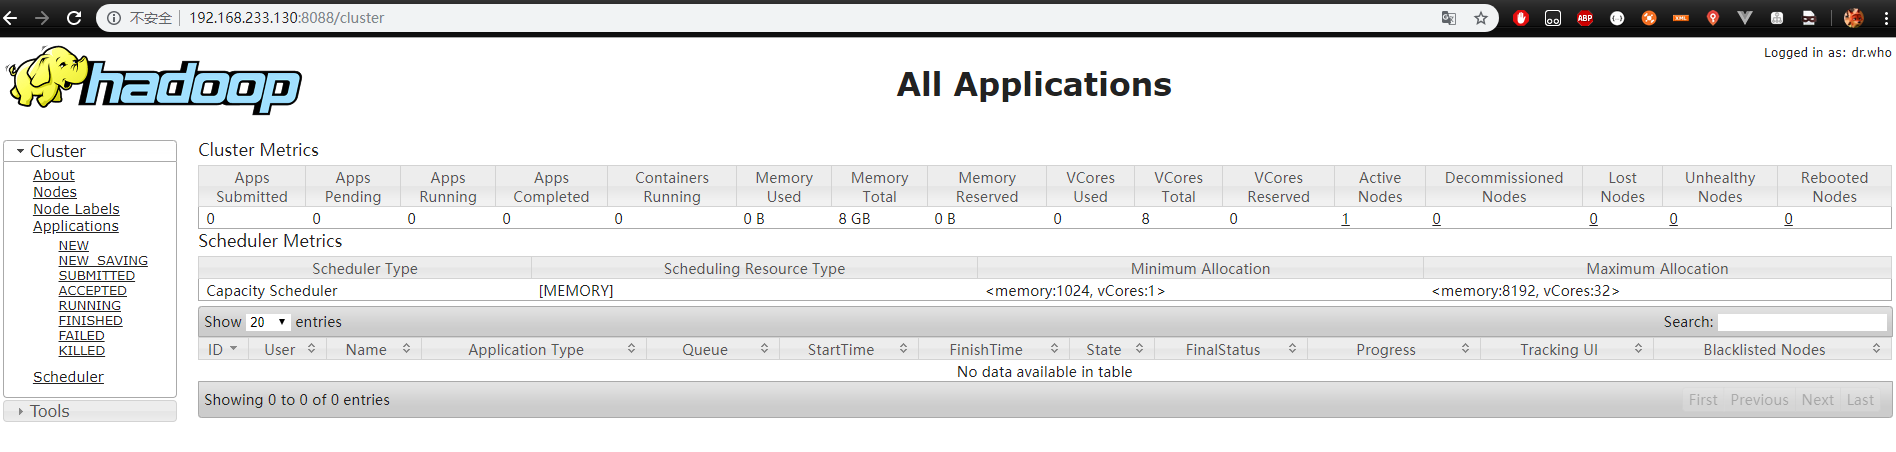 不安全 192.168.233.130:8088/cluster
ABP
XML
Logged in as: dr.who
hadoop
All Applications
Cluster
About
Nodes
Node Labels
Applications
NEW
NEW_SAVING
SUBMITTED
ACCEPTED
RUNNING
FINISHED
FAILED
KILLED
Scheduler
Tools
Cluster Metrics
Apps Submitted Apps Pending Apps Running Apps Completed Containers Running Memory Used Memory Total Memory Reserved VCores Used VCores Total VCores Reserved Active Nodes Decommissioned Nodes Lost Nodes Unhealthy Nodes Rebooted Nodes
0 0 0 0 0 0 B 8 GB 0 B 0 8 0 1 0 0 0 0
Scheduler Metrics
Scheduler Type Scheduling Resource Type Minimum Allocation Maximum Allocation
Capacity Scheduler [MEMORY] <memory:1024, vCores:1> <memory:8192, vCores:32>
Show 20 entries Search:
ID User Name Application Type Queue StartTime FinishTime State FinalStatus Progress Tracking UI Blacklisted Nodes
No data available in table
Showing 0 to 0 of 0 entries First Previous Next Last